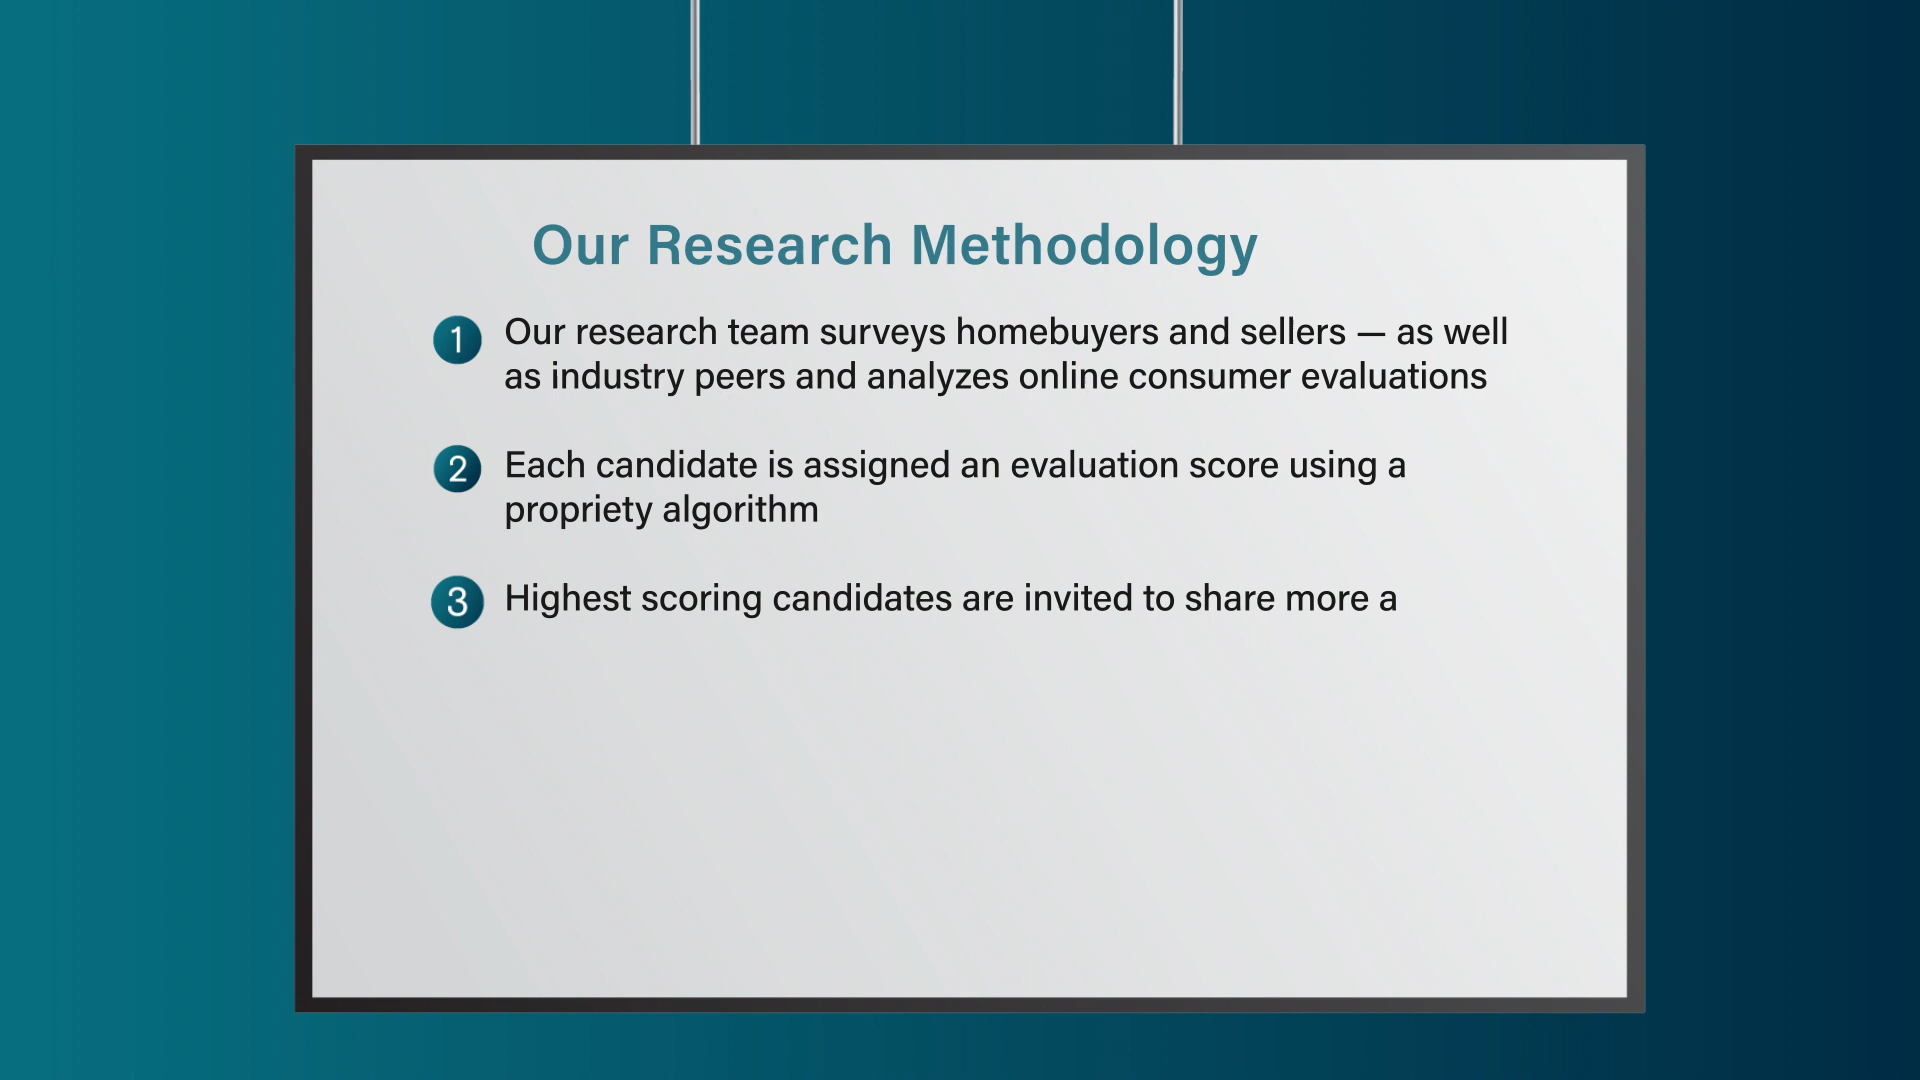 Our Research Methodology
1 Our research team surveys homebuyers and sellers — as well
as industry peers and analyzes online consumer evaluations
2 Each candidate is assigned an evaluation score using a
propriety algorithm
3 Highest scoring candidates are invited to share more a